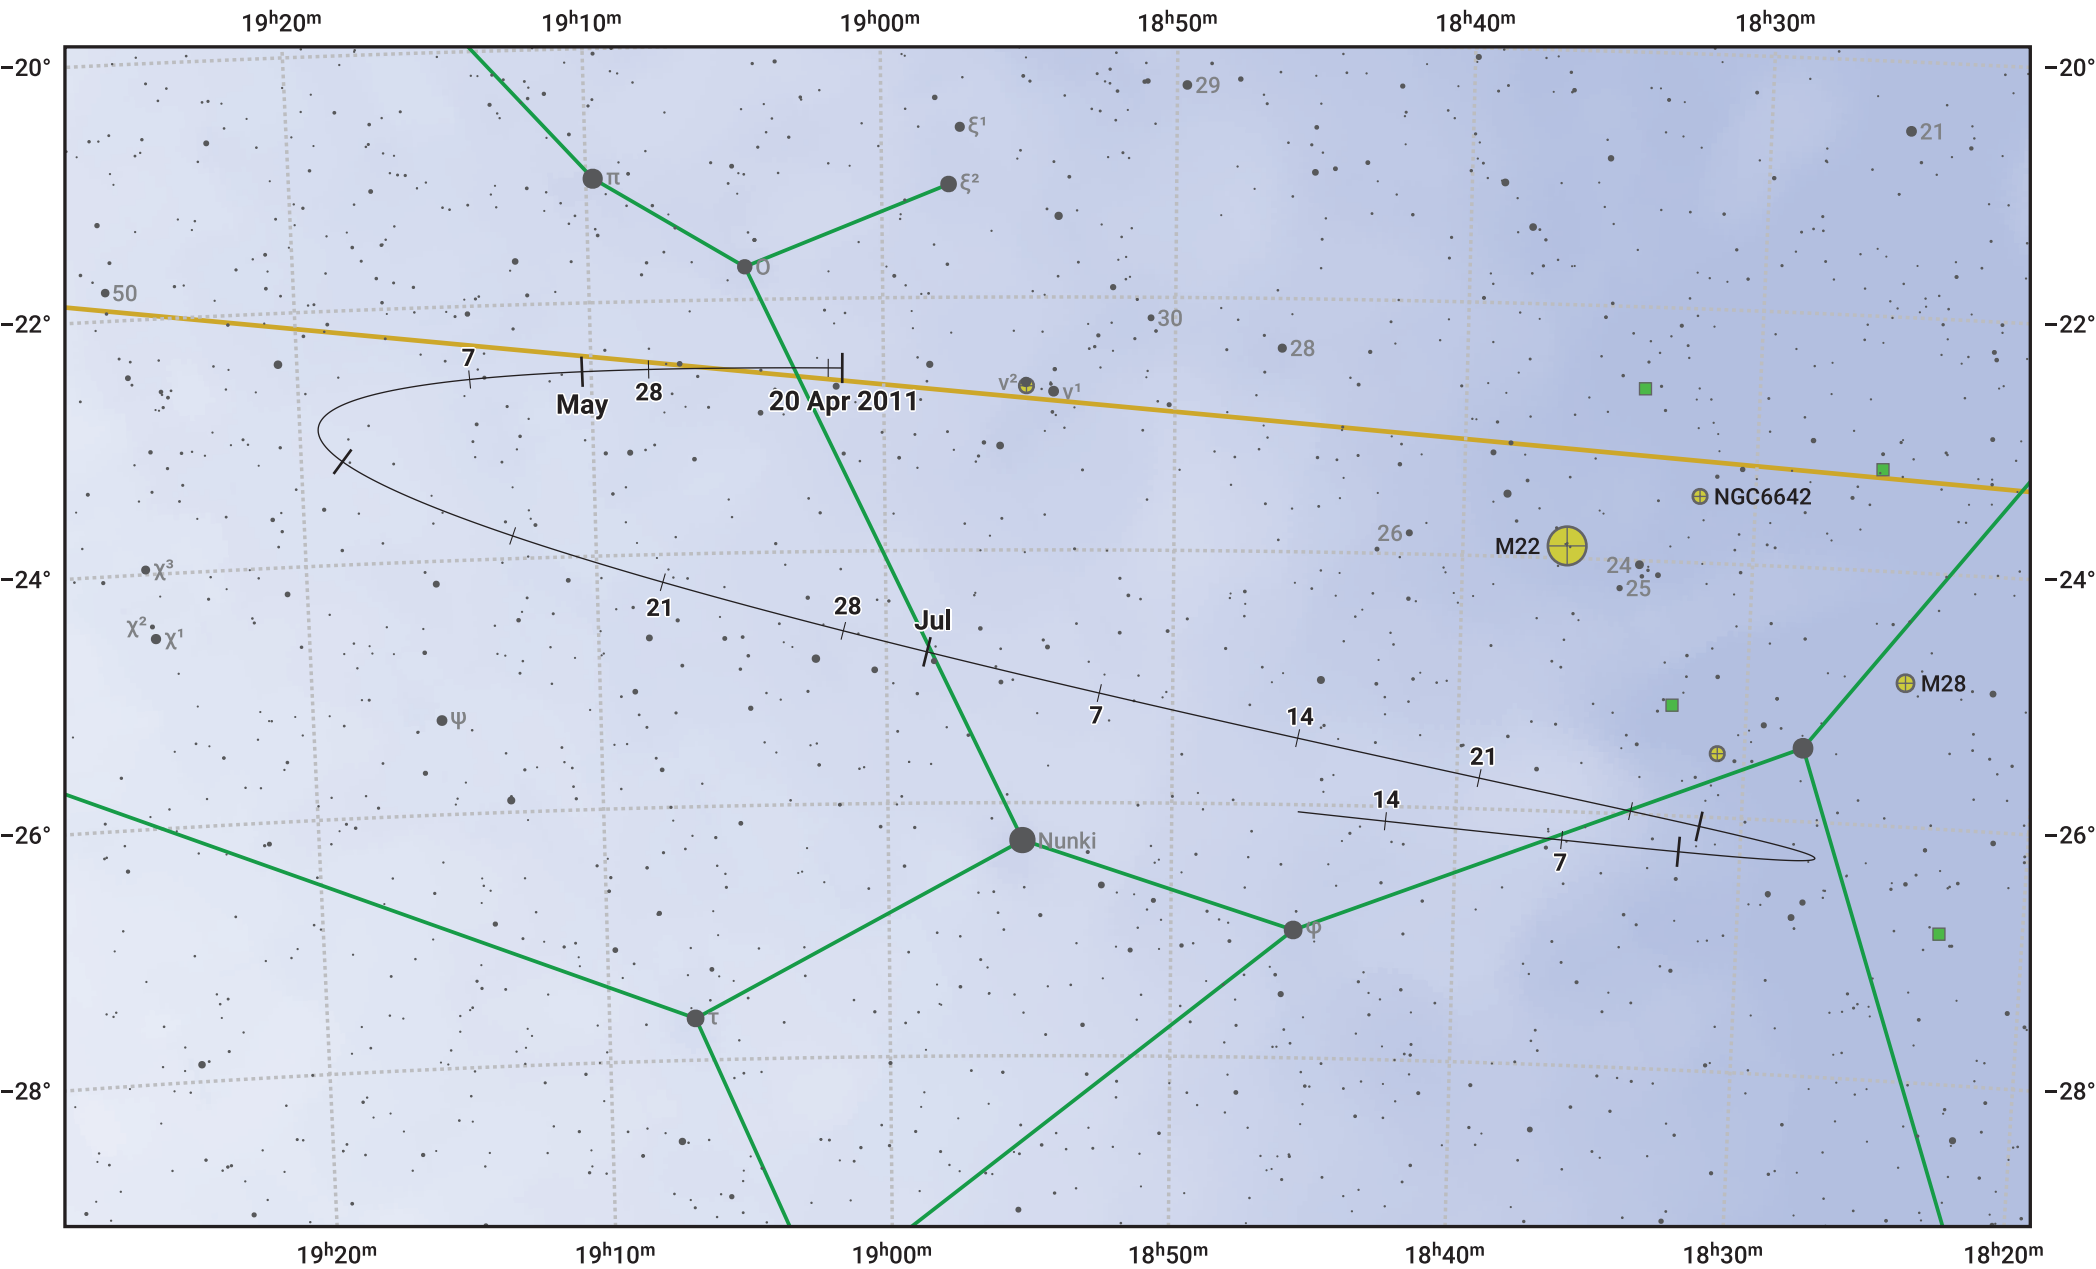 19ʰ20ᵐ 19ʰ10ᵐ 19ʰ00ᵐ 18ʰ50ᵐ 18ʰ40ᵐ 18ʰ30ᵐ
−20° −20°
29
ξ¹ 21
π ξ²
ο
50
−22° 30 −22°
28
7
28 ν² ν¹
May 20 Apr 2011
NGC6642
26 M22
24
χ³ 25
−24° −24°
21 28
χ² χ¹ Jul
M28
ψ 7 14
21
14
−26° Nunki −26°
7
φ
τ
−28° −28°
19ʰ20ᵐ 19ʰ10ᵐ 19ʰ00ᵐ 18ʰ50ᵐ 18ʰ40ᵐ 18ʰ30ᵐ 18ʰ20ᵐ